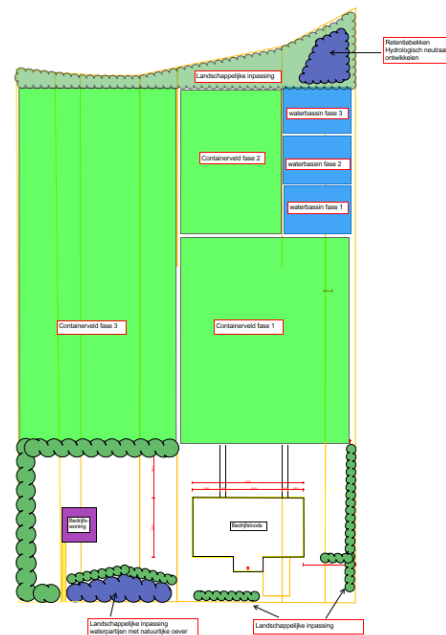 Retentiebekken
Hydrologisch neutraal
ontwikkelen
Landschappelijke inpassing
waterbassin fase 3
Containerveld fase 2
waterbassin fase 2
waterbassin fase 1
Containerveld fase 3
Containerveld fase 1
Bedrijfs
woning
Bedrijfsloods
Landschappelijke inpassing
waterpartijen met natuurlijke oever
Landschappelijke inpassing